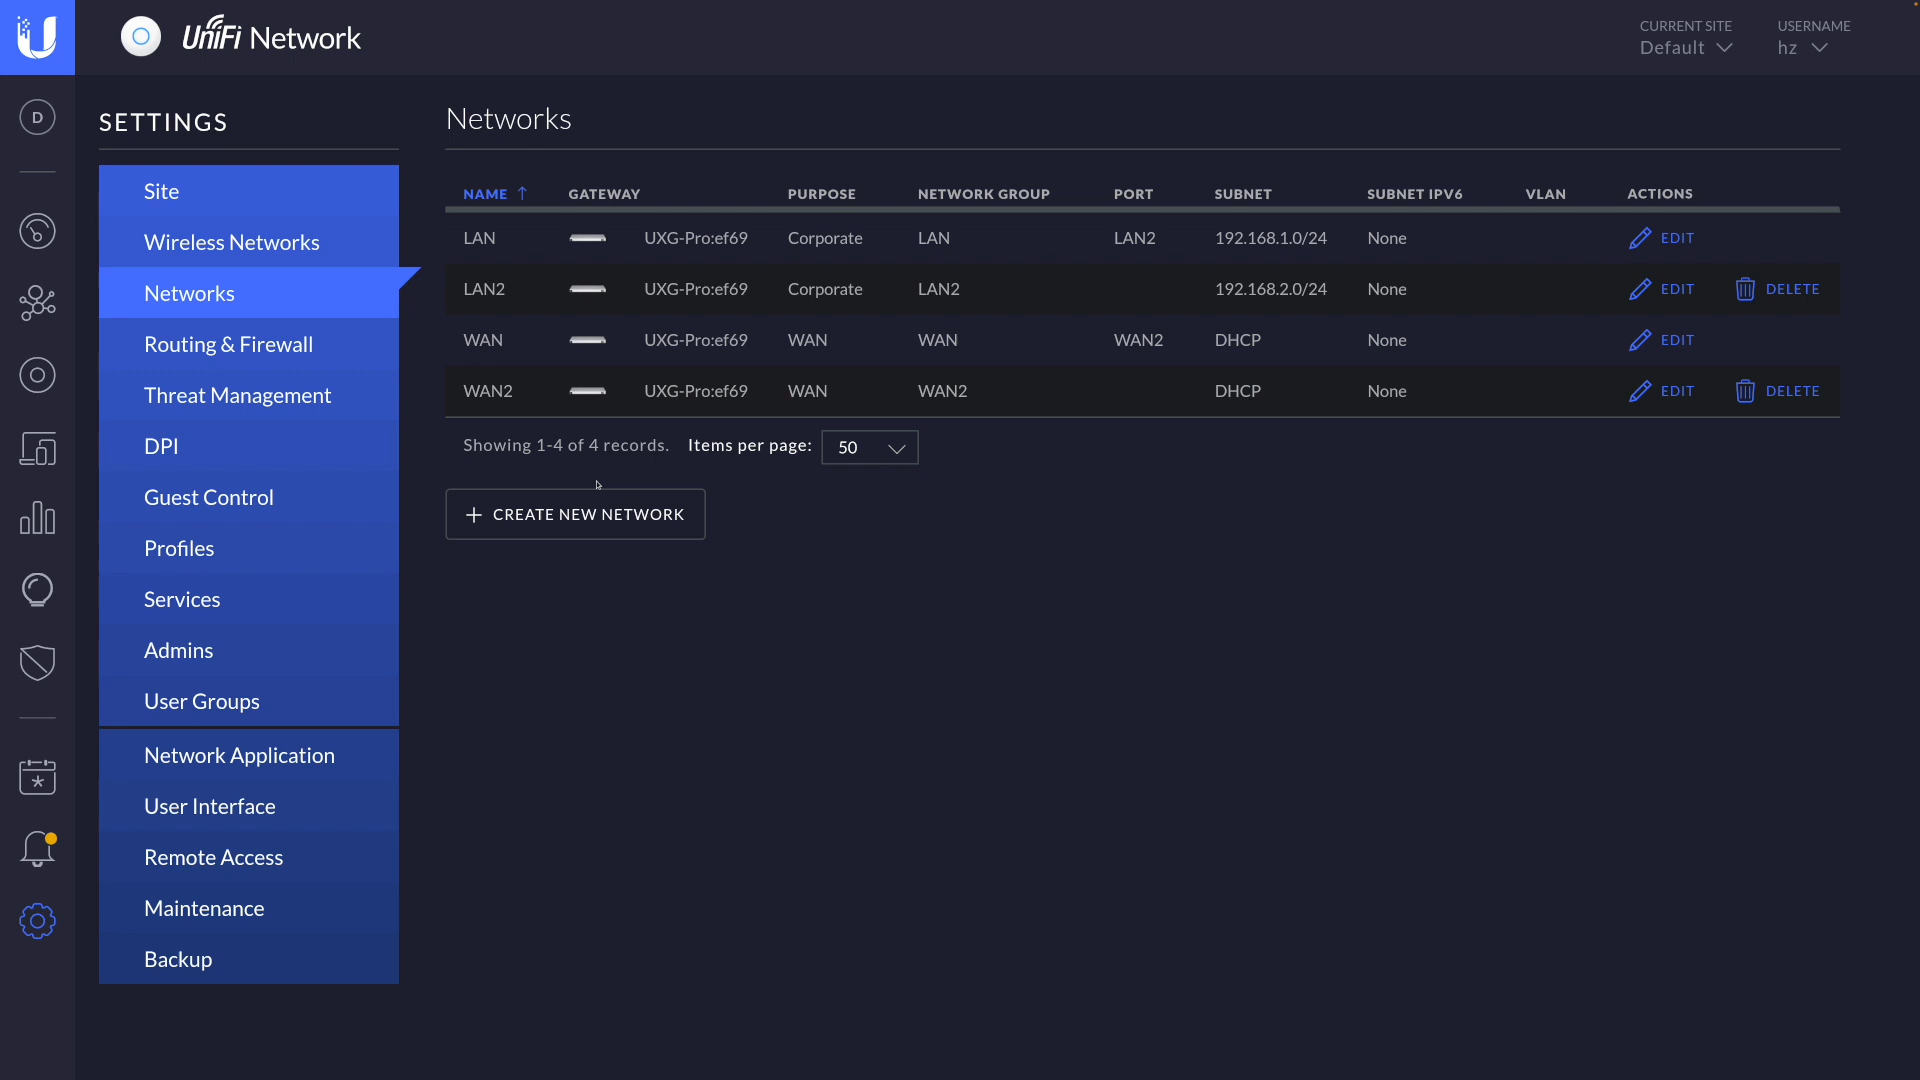 UniFi Network
CURRENT SITE
Default
USERNAME
hz
D
SETTINGS
Site
Wireless Networks
Networks
Routing & Firewall
Threat Management
DPI
Guest Control
Profiles
Services
Admins
User Groups
Network Application
User Interface
Remote Access
Maintenance
Backup
Networks
NAME ↑ GATEWAY PURPOSE NETWORK GROUP PORT SUBNET SUBNET IPV6 VLAN ACTIONS
LAN UXG-Pro:ef69 Corporate LAN LAN2 192.168.1.0/24 None EDIT
LAN2 UXG-Pro:ef69 Corporate LAN2 192.168.2.0/24 None EDIT DELETE
WAN UXG-Pro:ef69 WAN WAN WAN2 DHCP None EDIT
WAN2 UXG-Pro:ef69 WAN WAN2 DHCP None EDIT DELETE
Showing 1-4 of 4 records. Items per page: 50
+ CREATE NEW NETWORK